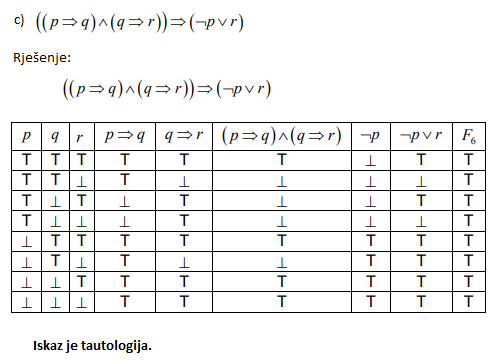 c) ((p⇒q)∧(q⇒r))⇒(¬p∨r)
Rješenje:
((p⇒q)∧(q⇒r))⇒(¬p∨r)
p q r p⇒q q⇒r (p⇒q)∧(q⇒r) ¬p ¬p∨r F₆
T T T T T T ⊥ T T
T T ⊥ T ⊥ ⊥ ⊥ ⊥ T
T ⊥ T ⊥ T ⊥ ⊥ T T
T ⊥ ⊥ ⊥ T ⊥ ⊥ ⊥ T
⊥ T T T T T T T T
⊥ T ⊥ T ⊥ ⊥ T T T
⊥ ⊥ T T T T T T T
⊥ ⊥ ⊥ T T T T T T
Iskaz je tautologija.